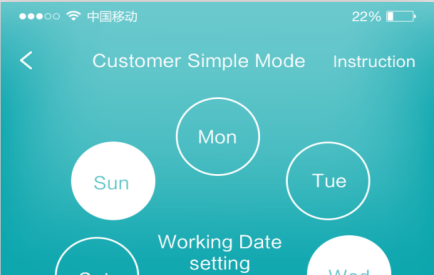 中国移动 22%
Customer Simple Mode Instruction
Mon
Sun
Tue
Working Date
setting